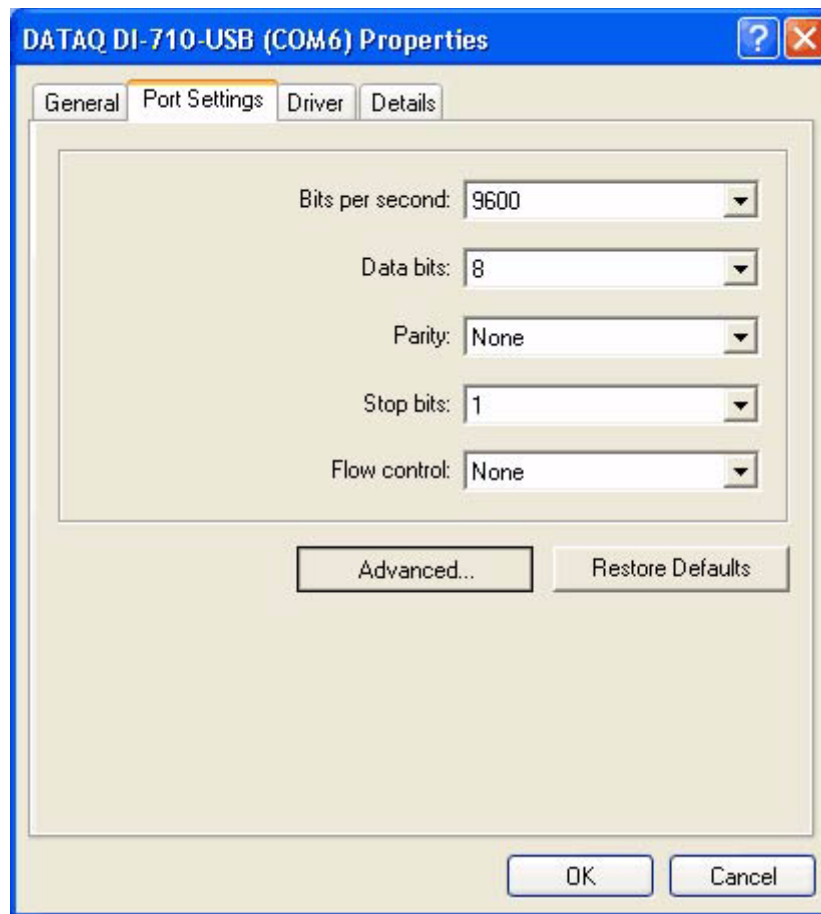 DATAQ DI-710-USB (COM6) Properties
General Port Settings Driver Details
Bits per second: 9600
Data bits: 8
Parity: None
Stop bits: 1
Flow control: None
Advanced... Restore Defaults
OK Cancel